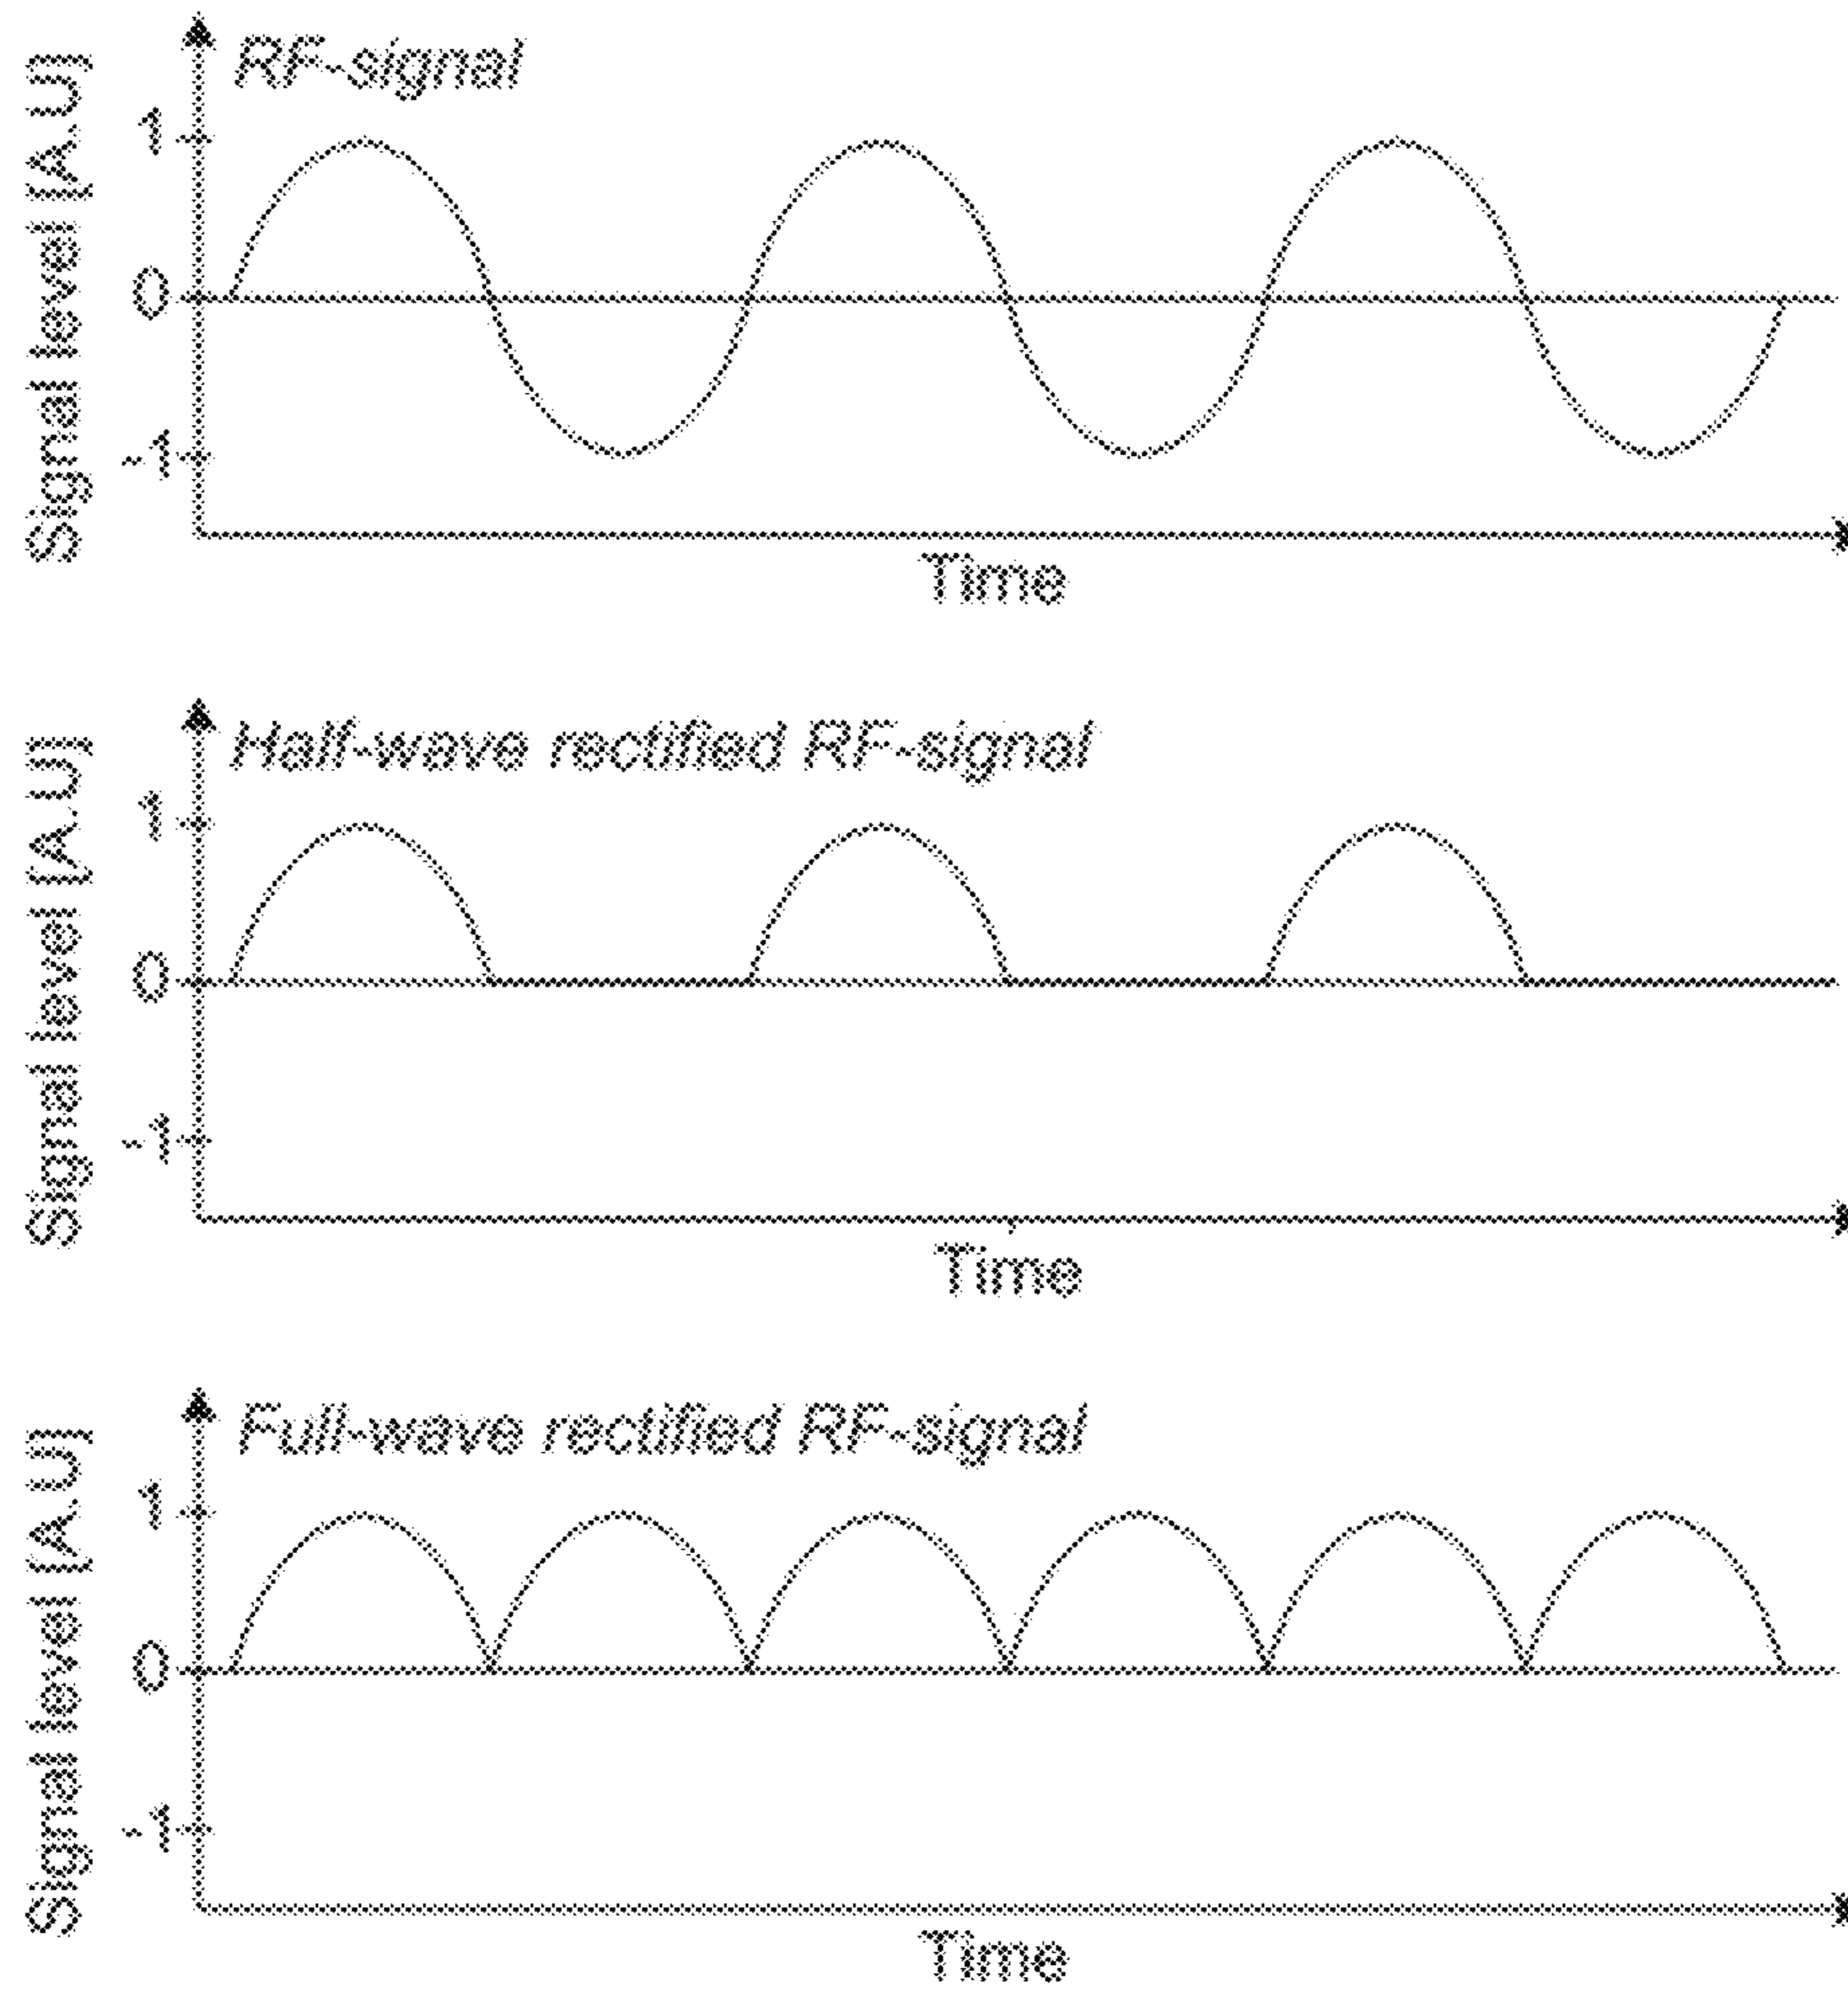 RF-signal
Signal level [A.U]
1
0
-1
Time
Half-wave rectified RF-signal
Signal level [A.U]
1
0
-1
Time
Full-wave rectified RF-signal
Signal level [A.U]
1
0
-1
Time